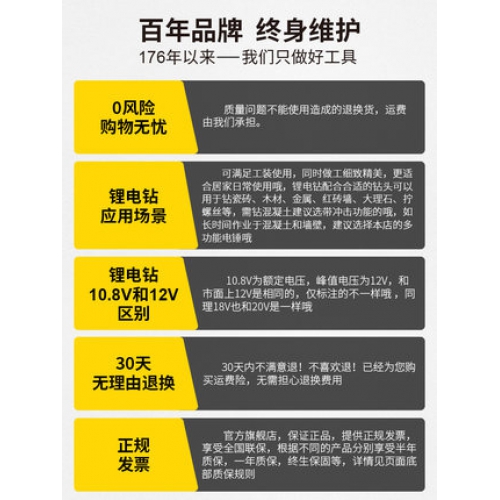 百年品牌 终身维护
176年以来——我们只做好工具
0风险
购物无忧
质量问题不能使用造成的退换货，运费
由我们承担。
锂电钻
应用场景
可满足工装使用，同时做工细致精美，更适
合居家日常使用哦，锂电钻配合合适的钻头可以
用于钻瓷砖、木材、金属、红砖墙、大理石、拧
螺丝等，需钻混凝土建议选带冲击功能的哦，如
长时间作业于混凝土和墙壁，建议选择本店的多
功能电锤哦
锂电钻
10.8V和12V
区别
10.8V为额定电压，峰值电压为12V，和
市面上12V是相同的，仅标注的不一样哦，同
理18V也和20V是一样哦
30天
无理由退换
30天内不满意退！不喜欢退！已经为您购
买运费险，无需担心退换费用
正规
发票
官方旗舰店，保证正品，提供正规发票，
享受全国联保，根据不同的产品分别享受半年
质保，一年质保，终生保固等，详情见页面底
部质保规则